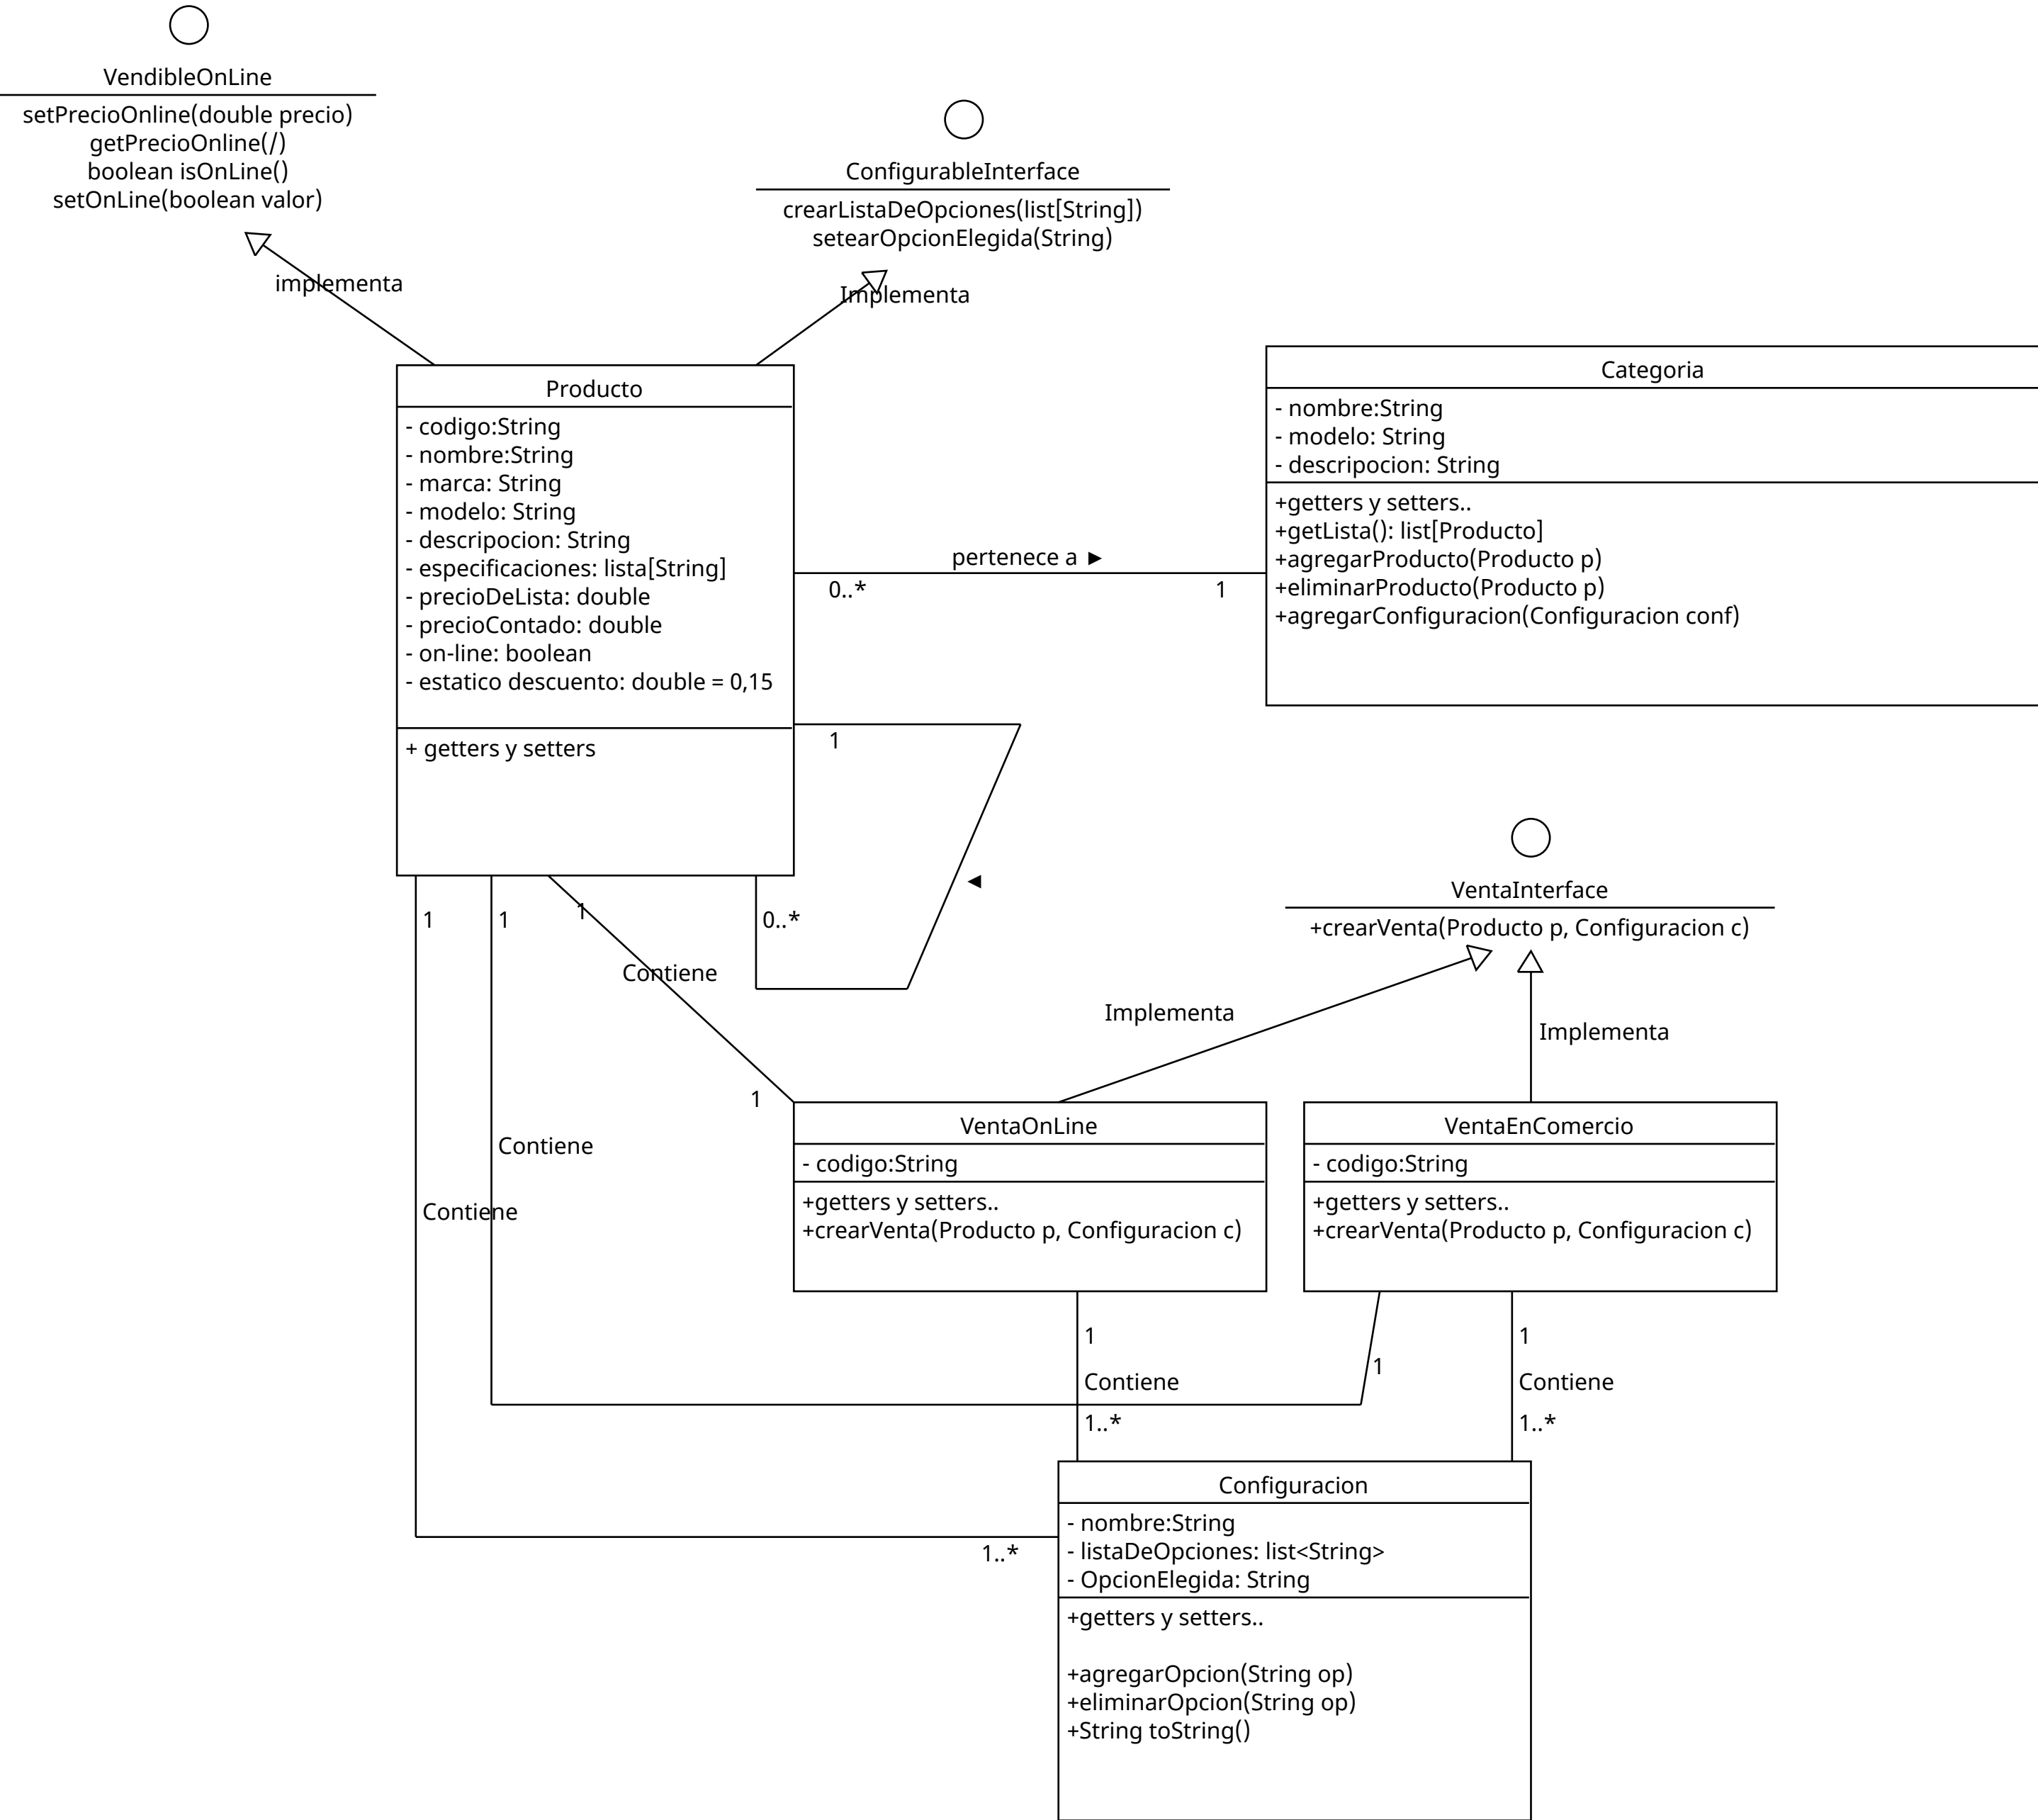 VendibleOnLine
setPrecioOnline(double precio)
getPrecioOnline(/)
boolean isOnLine()
setOnLine(boolean valor)
ConfigurableInterface
crearListaDeOpciones(list[String])
setearOpcionElegida(String)
implementa
Implementa
Producto
- codigo:String
- nombre:String
- marca: String
- modelo: String
- descripocion: String
- especificaciones: lista[String]
- precioDeLista: double
- precioContado: double
- on-line: boolean
- estatico descuento: double = 0,15
+ getters y setters
Categoria
- nombre:String
- modelo: String
- descripocion: String
+getters y setters..
+getLista(): list[Producto]
+agregarProducto(Producto p)
+eliminarProducto(Producto p)
+agregarConfiguracion(Configuracion conf)
pertenece a ►
0..*
1
1
◄
0..*
1
1
1
Contiene
1
Contiene
Contiene
VentaInterface
+crearVenta(Producto p, Configuracion c)
Implementa
Implementa
VentaOnLine
- codigo:String
+getters y setters..
+crearVenta(Producto p, Configuracion c)
VentaEnComercio
- codigo:String
+getters y setters..
+crearVenta(Producto p, Configuracion c)
1
Contiene
1..*
1
1
Contiene
1..*
1..*
Configuracion
- nombre:String
- listaDeOpciones: list<String>
- OpcionElegida: String
+getters y setters..
+agregarOpcion(String op)
+eliminarOpcion(String op)
+String toString()